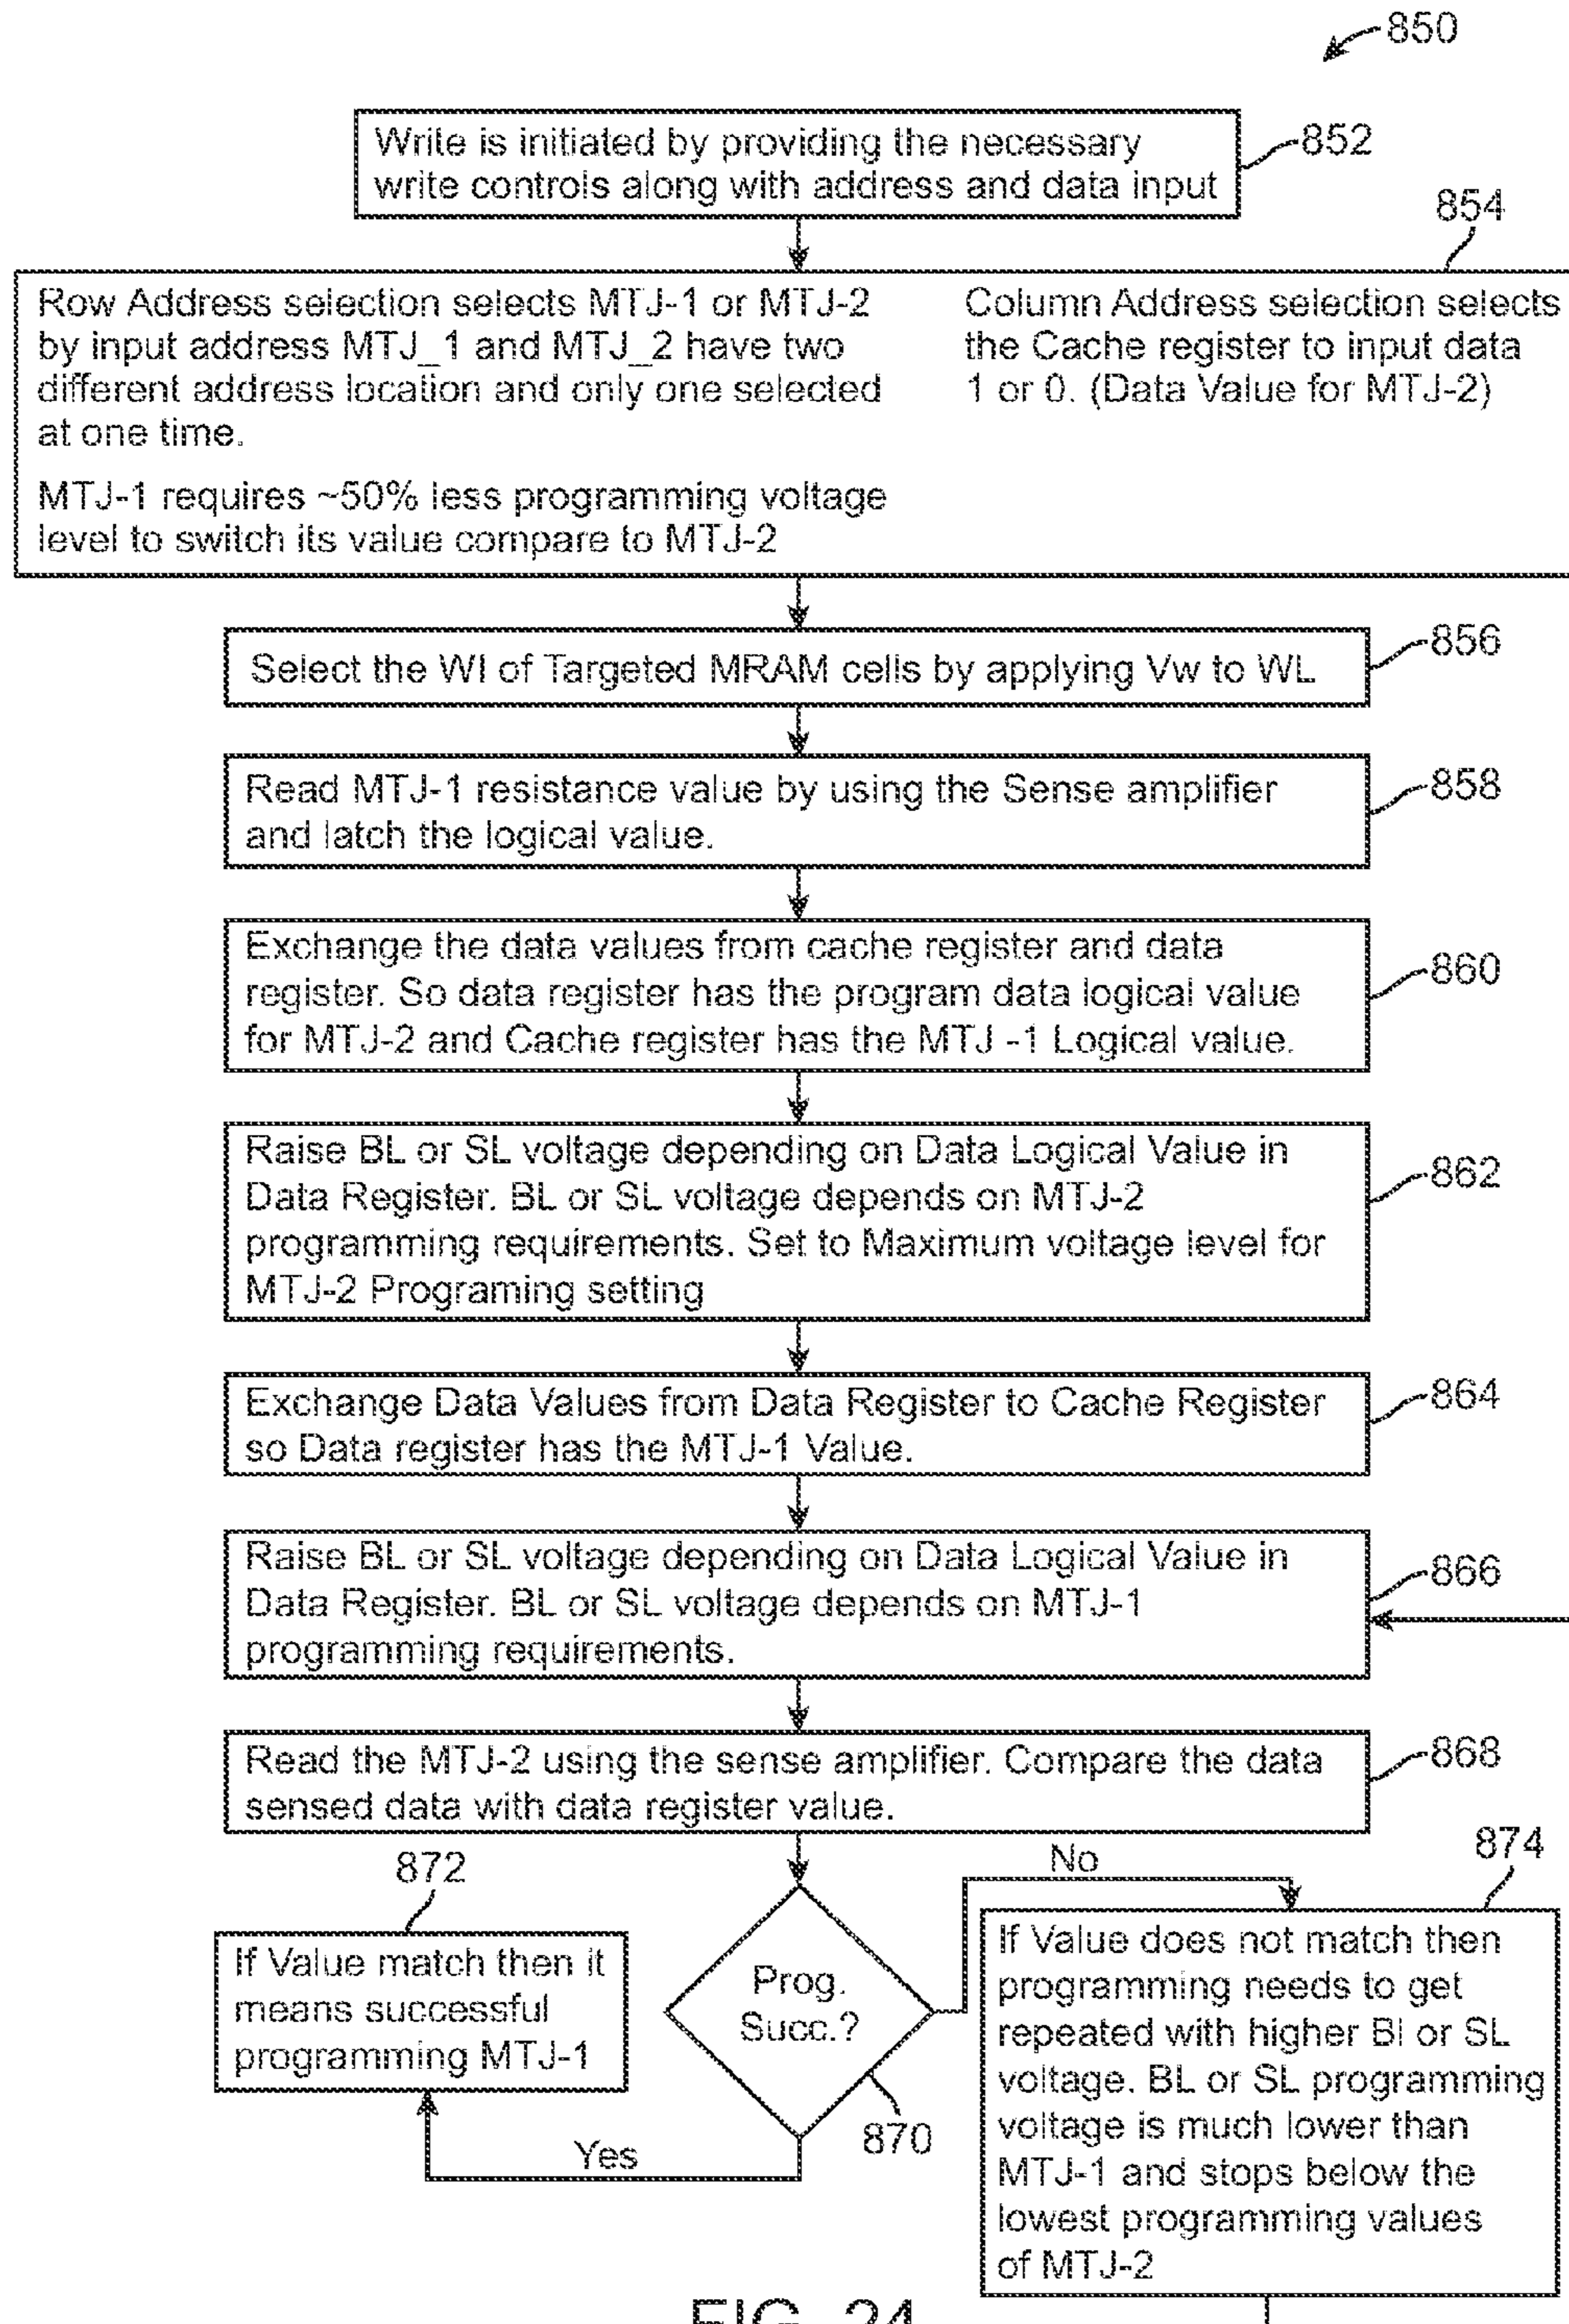 850
Write is initiated by providing the necessary
write controls along with address and data input
852
854
Row Address selection selects MTJ-1 or MTJ-2
by input address MTJ_1 and MTJ_2 have two
different address location and only one selected
at one time.
MTJ-1 requires ~50% less programming voltage
level to switch its value compare to MTJ-2
Column Address selection selects
the Cache register to input data
1 or 0. (Data Value for MTJ-2)
Select the Wl of Targeted MRAM cells by applying Vw to WL
856
Read MTJ-1 resistance value by using the Sense amplifier
and latch the logical value.
858
Exchange the data values from cache register and data
register. So data register has the program data logical value
for MTJ-2 and Cache register has the MTJ -1 Logical value.
860
Raise BL or SL voltage depending on Data Logical Value in
Data Register. BL or SL voltage depends on MTJ-2
programming requirements. Set to Maximum voltage level for
MTJ-2 Programing setting
862
Exchange Data Values from Data Register to Cache Register
so Data register has the MTJ-1 Value.
864
Raise BL or SL voltage depending on Data Logical Value in
Data Register. BL or SL voltage depends on MTJ-1
programming requirements.
866
Read the MTJ-2 using the sense amplifier. Compare the data
sensed data with data register value.
868
872
If Value match then it
means successful
programming MTJ-1
Prog.
Succ.?
870
Yes
No
874
If Value does not match then
programming needs to get
repeated with higher Bl or SL
voltage. BL or SL programming
voltage is much lower than
MTJ-1 and stops below the
lowest programming values
of MTJ-2
FIG. 24